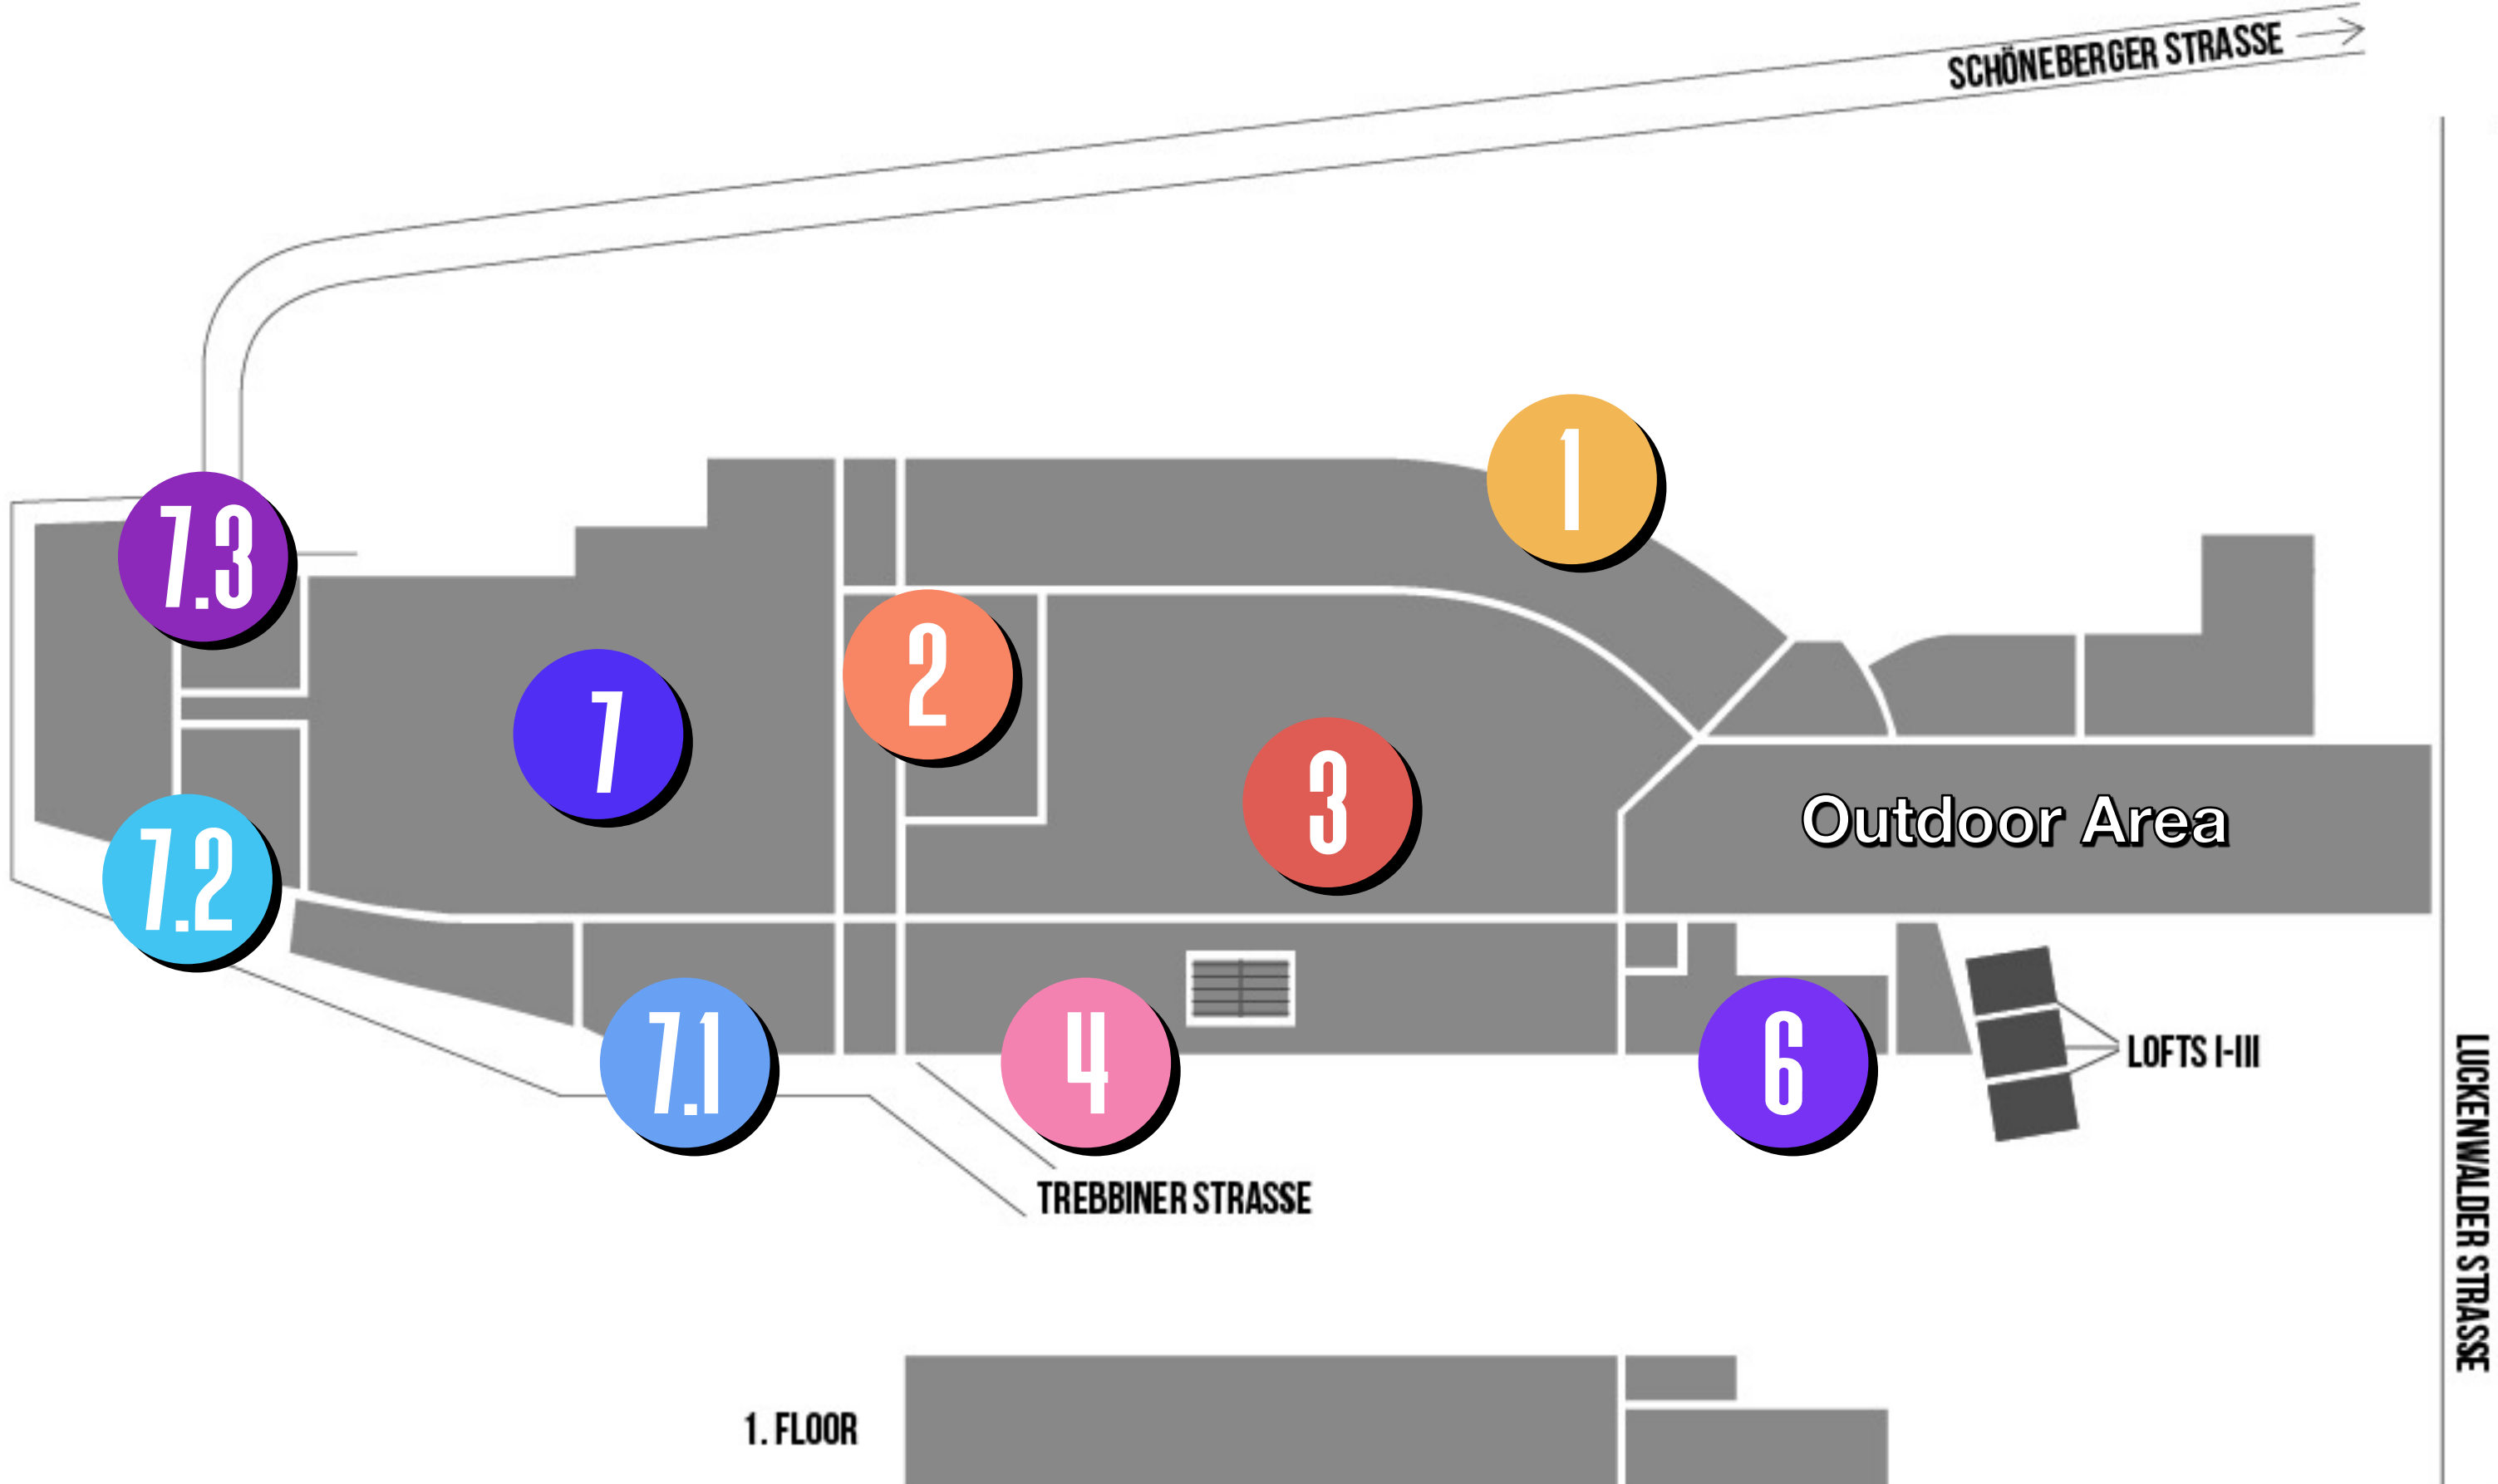 SCHÖNEBERGER STRASSE
1
7.3
2
7
3
Outdoor Area
7.2
7.1
4
6
LOFTS I-III
LUCKENWALDER STRASSE
TREBBINER STRASSE
1. FLOOR